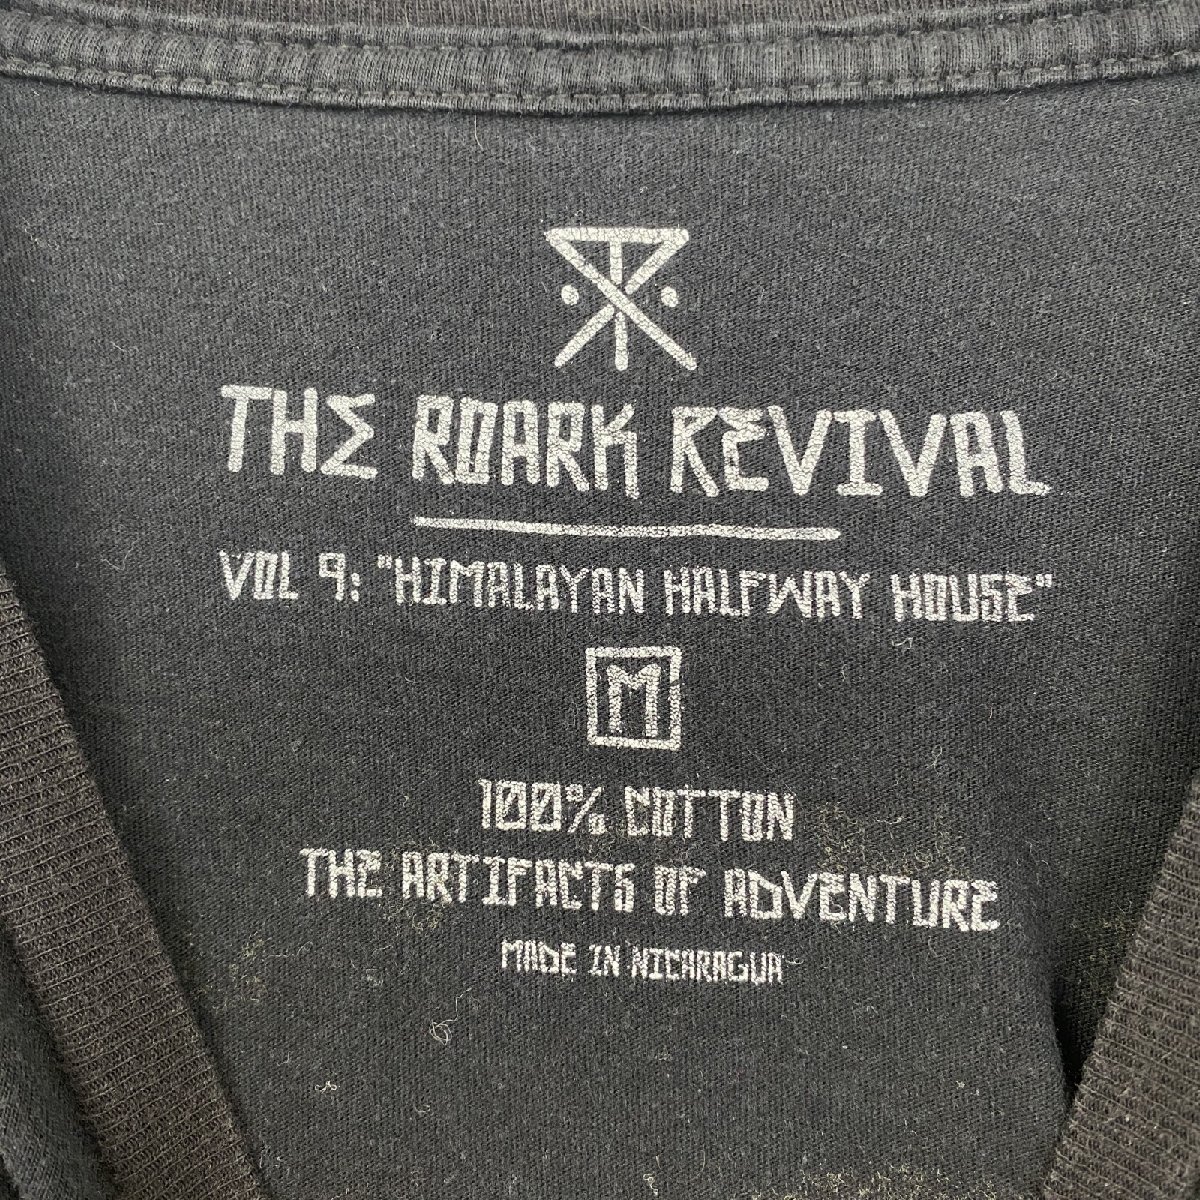 THE ROARK REVIVAL
VOL 9: "HIMALAYAN HALFWAY HOUSE"
M
100% COTTON
THE ARTIFACTS OF ADVENTURE
MADE IN NICARAGUA